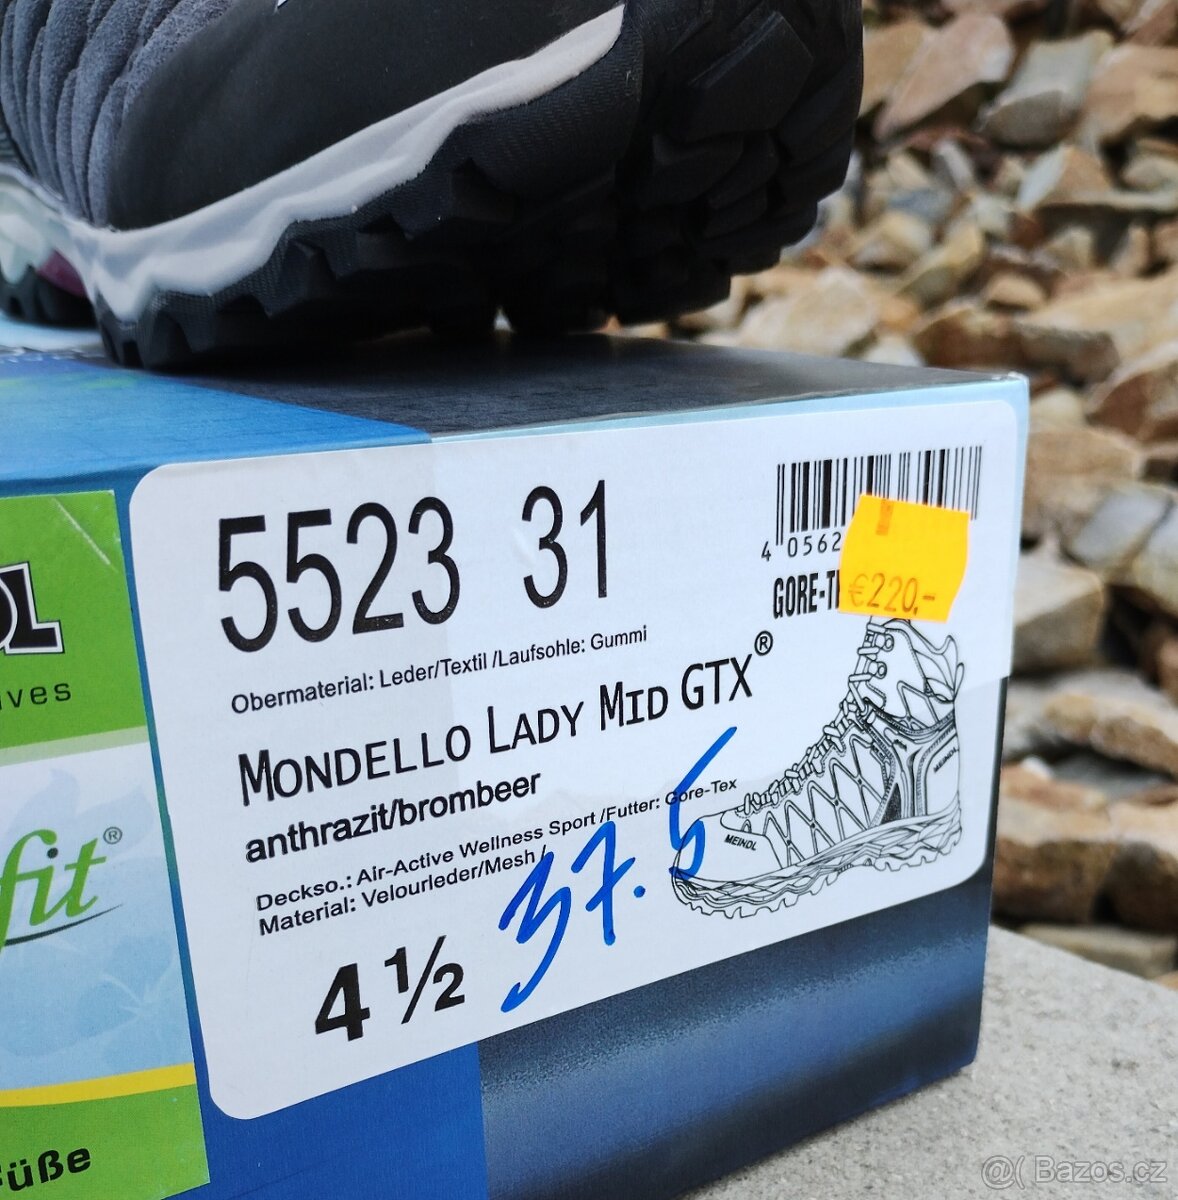 5523 31
4 0562
GORE-T
€220,-
Obermaterial: Leder/Textil /Laufsohle: Gummi
MONDELLO LADY MID GTX®
anthrazit/brombeer
Deckso.: Air-Active Wellness Sport /Futter: Gore-Tex
Material: Velourleder/Mesh /
37.5
4 ½
MEINDL
MEINDL
OL
ives
fit®
Füße
@( Bazos.cz